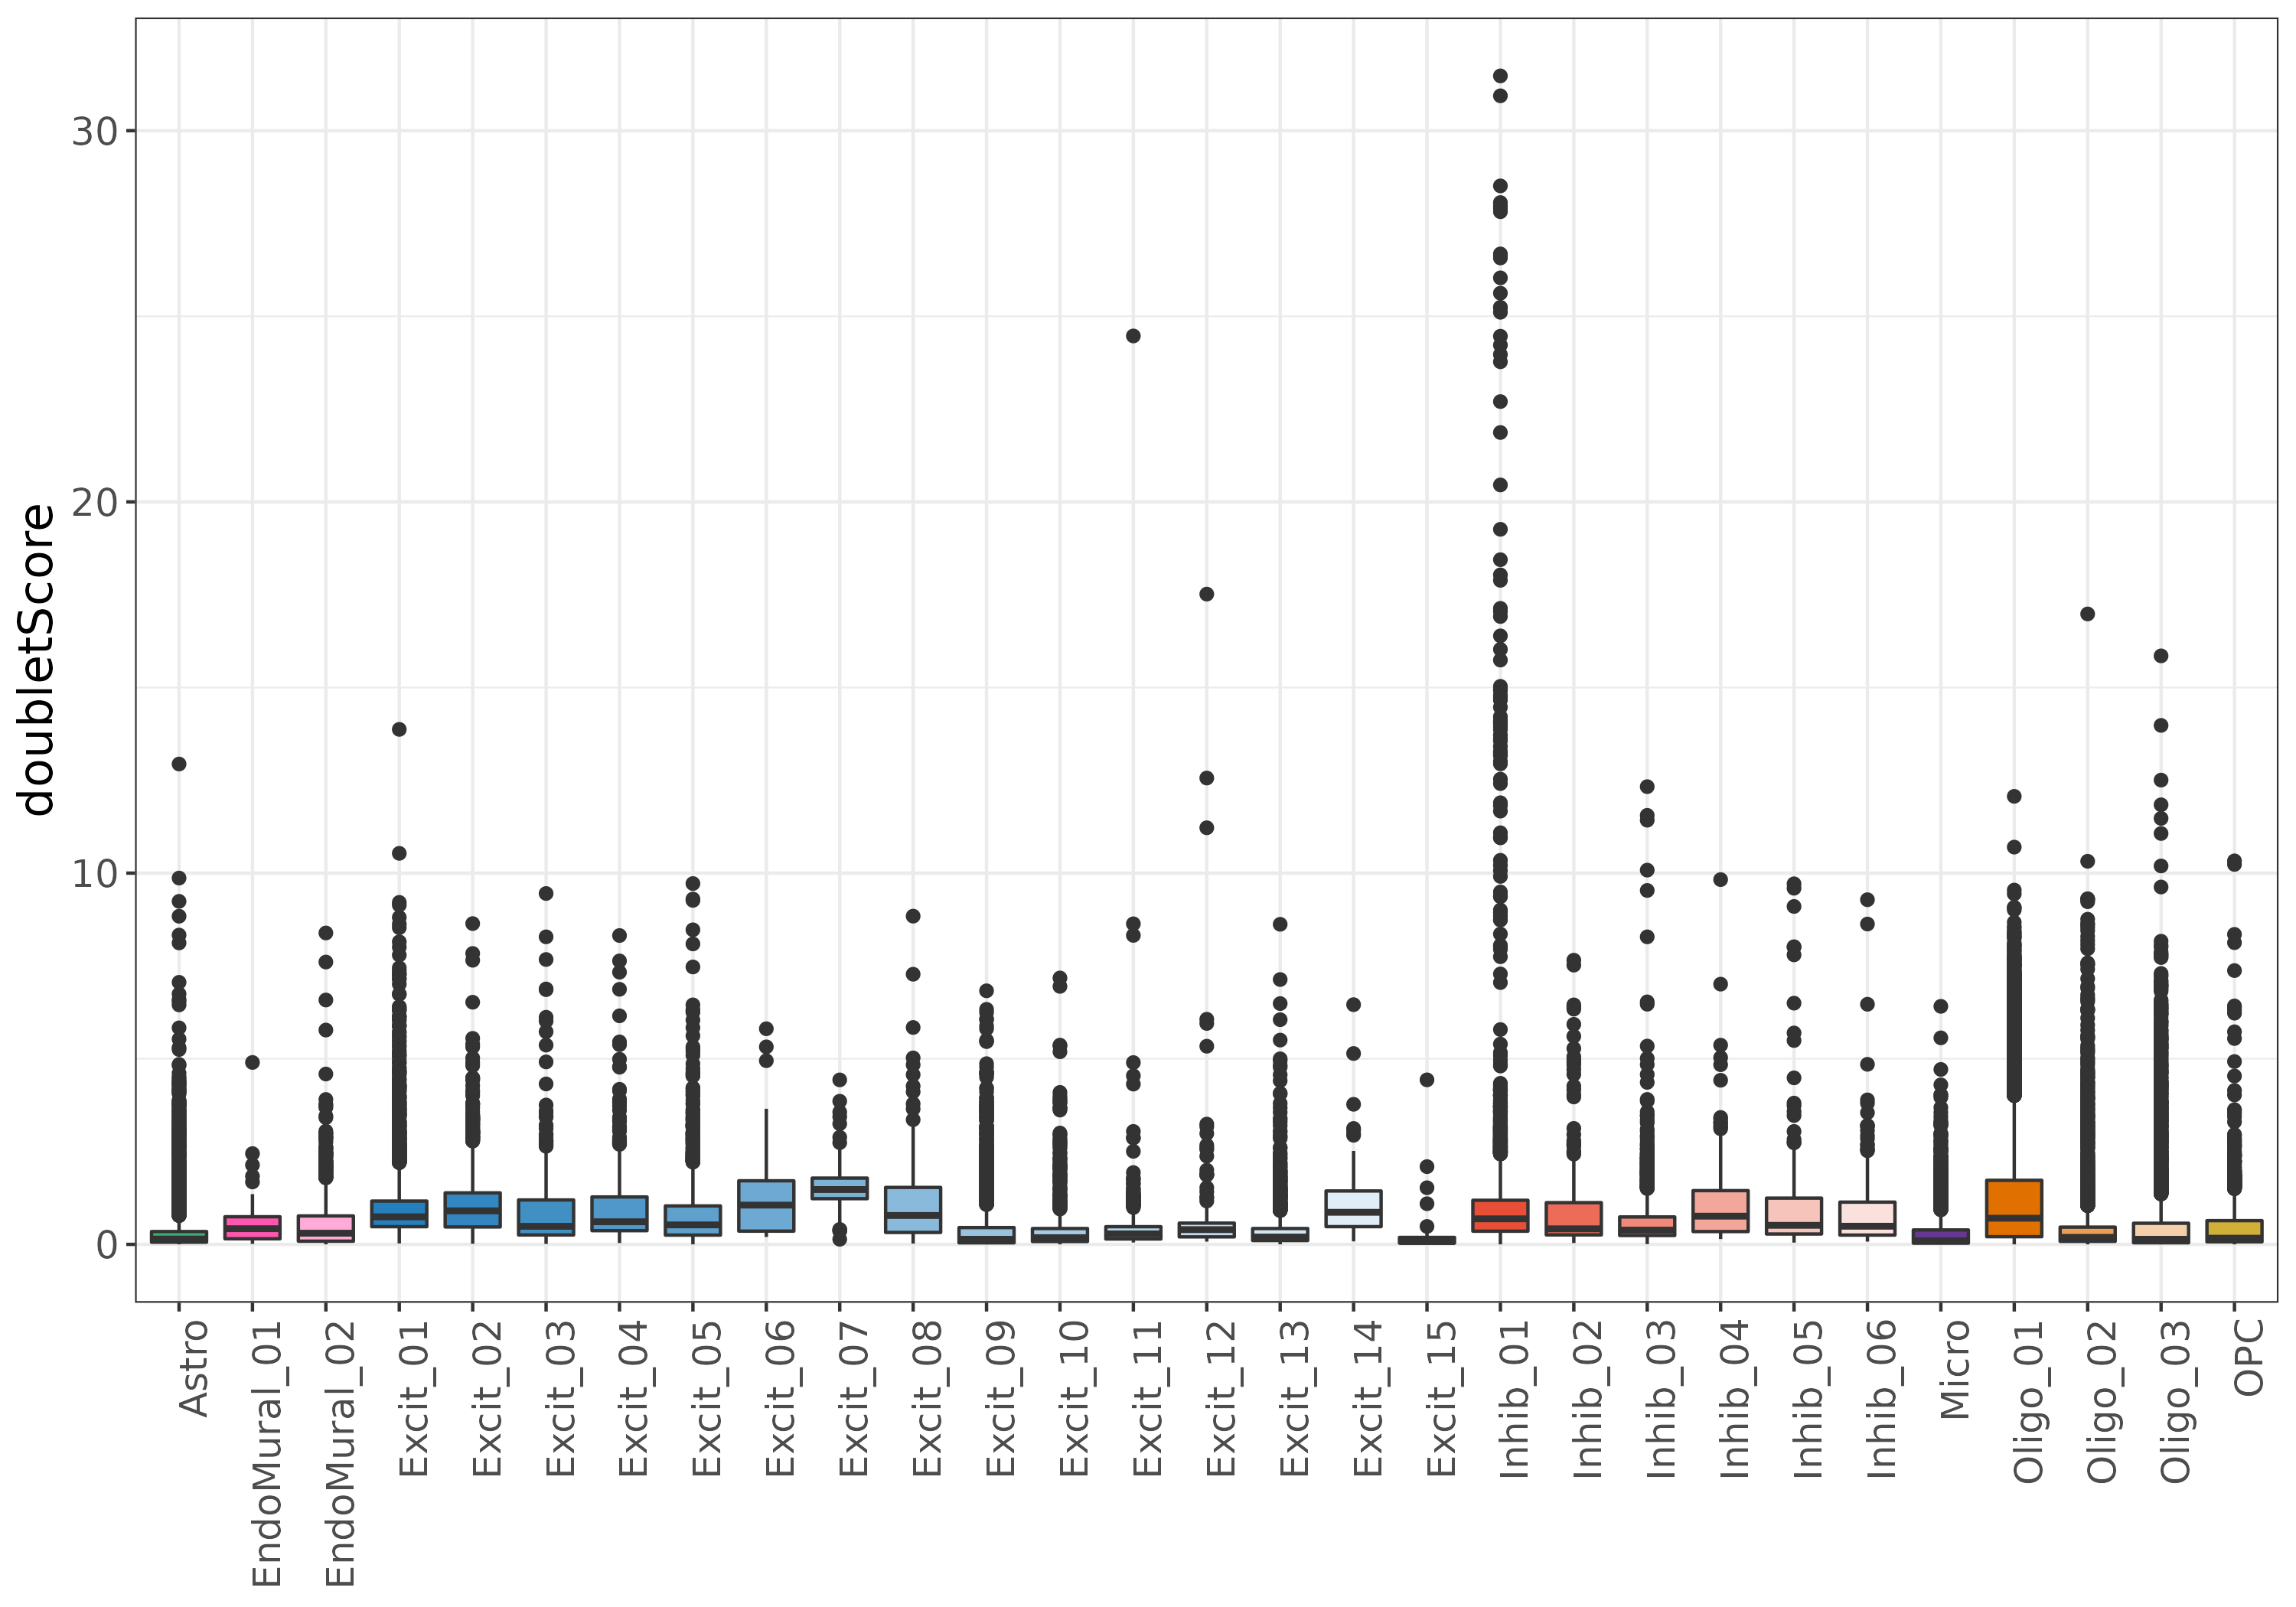 doubletScore
30
20
10
0
Astro
EndoMural_01
EndoMural_02
Excit_01
Excit_02
Excit_03
Excit_04
Excit_05
Excit_06
Excit_07
Excit_08
Excit_09
Excit_10
Excit_11
Excit_12
Excit_13
Excit_14
Excit_15
Inhib_01
Inhib_02
Inhib_03
Inhib_04
Inhib_05
Inhib_06
Micro
Oligo_01
Oligo_02
Oligo_03
OPC